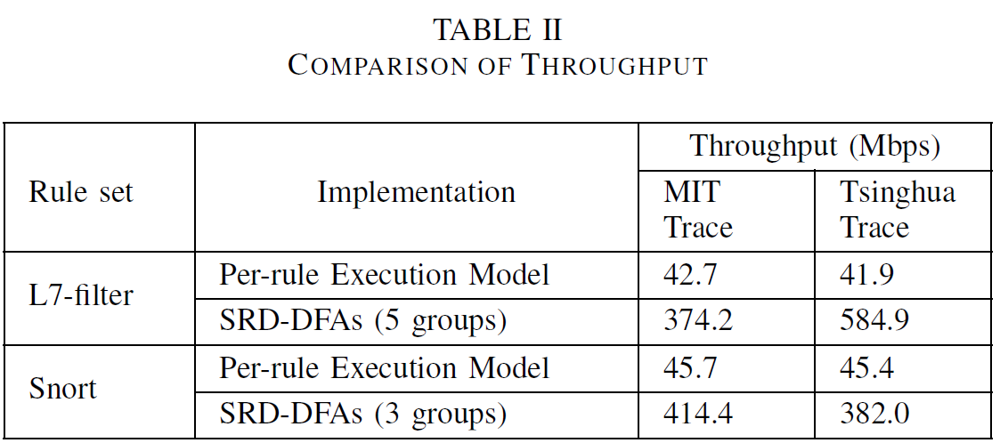 TABLE II
COMPARISON OF THROUGHPUT
Rule set Implementation Throughput (Mbps)
MIT Trace Tsinghua Trace
L7-filter Per-rule Execution Model 42.7 41.9
SRD-DFAs (5 groups) 374.2 584.9
Snort Per-rule Execution Model 45.7 45.4
SRD-DFAs (3 groups) 414.4 382.0